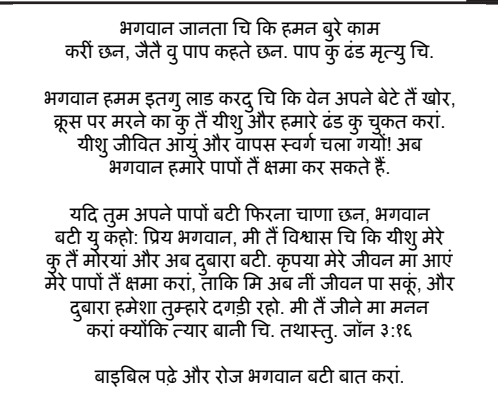 भगवान जानता चि कि हमन बुरे काम
करीं छन, जैतै वु पाप कहते छन. पाप कु ढंड मृत्यु चि.
भगवान हमम इतगु लाड करदु चि कि वेन अपने बेटे तैं खोर,
क्रूस पर मरने का कु तैं यीशु और हमारे ढंड कु चुकत करां.
यीशु जीवित आयुं और वापस स्वर्ग चला गयों! अब
भगवान हमारे पापों तैं क्षमा कर सकते हैं.
यदि तुम अपने पापों बटी फिरना चाणा छन, भगवान
बटी यु कहो: प्रिय भगवान, मी तैं विश्वास चि कि यीशु मेरे
कु तैं मोरयां और अब दुबारा बटी. कृपया मेरे जीवन मां आएं
मेरे पापों तैं क्षमा करां, ताकि मि अब नीं जीवन पा सकूं, और
दुबारा हमेशा तुम्हारे दगड़ी रहो. मी तैं जीने मा मनन
करां क्योंकि त्यार बानी चि. तथास्तु. जॉन ३:१६
बाइबिल पढ़े और रोज भगवान बटी बात करां.